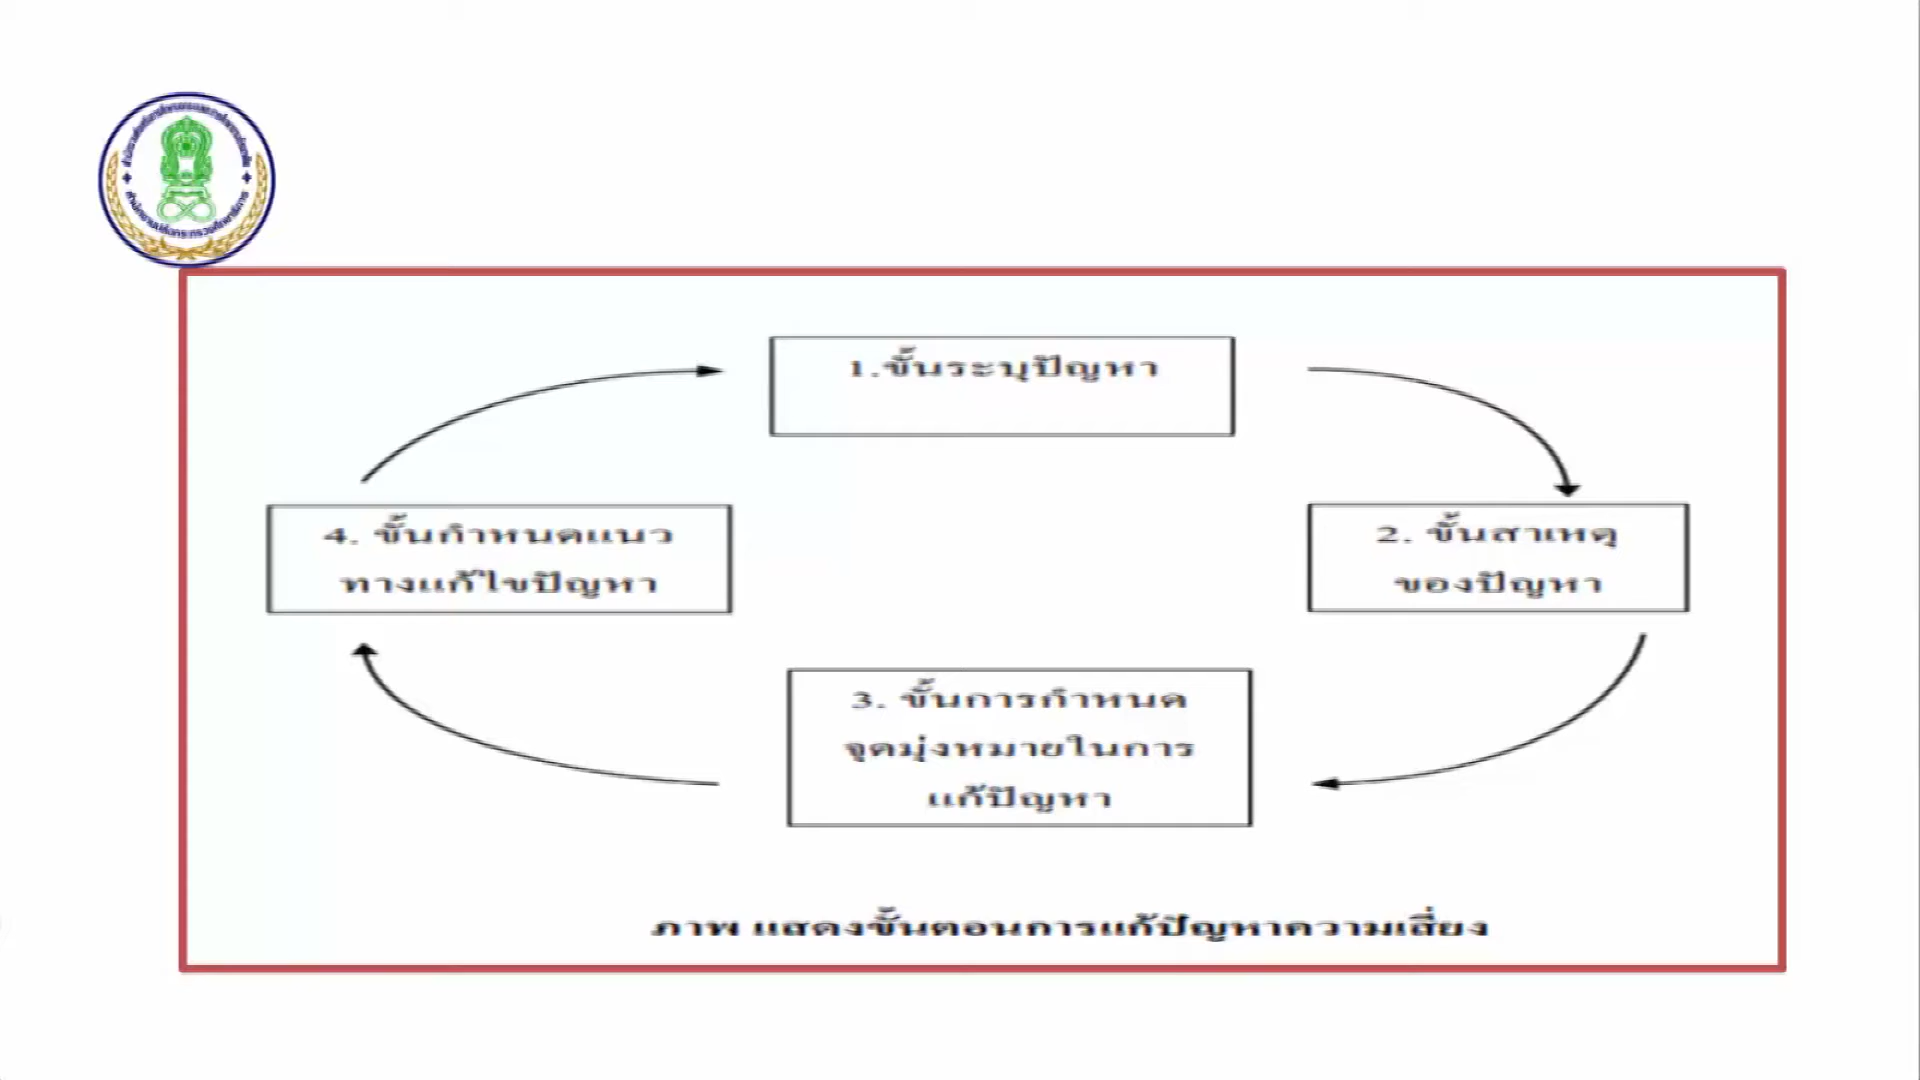 1.ขั้นระบุปัญหา
2. ขั้นสาเหตุ
ของปัญหา
3. ขั้นการกำหนด
จุดมุ่งหมายในการ
แก้ปัญหา
4. ขั้นกำหนดแนว
ทางแก้ไขปัญหา
ภาพ แสดงขั้นตอนการแก้ปัญหาความเสี่ยง